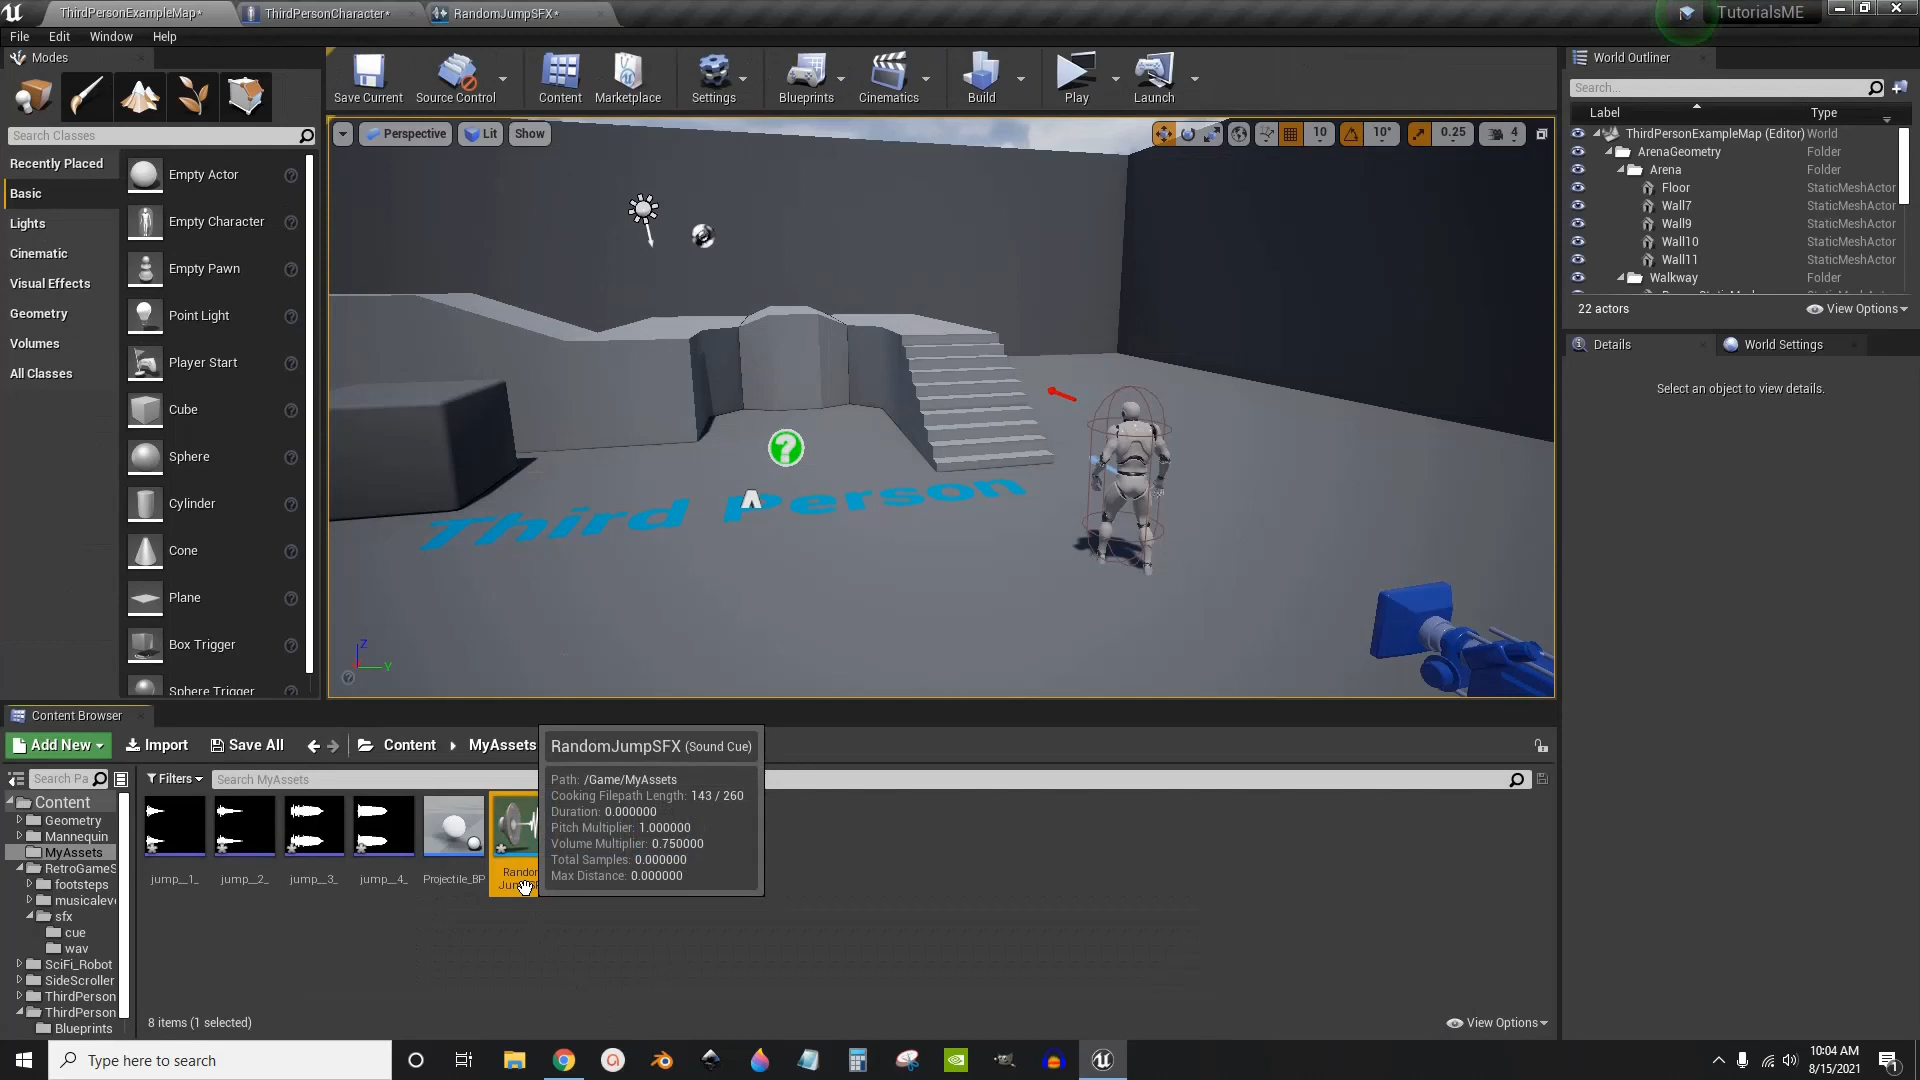 ThirdPersonExampleMap*
ThirdPersonCharacter*
RandomJumpSFX*
TutorialsME
File
Edit
Window
Help
Modes
Save Current
Source Control
Content
Marketplace
Settings
Blueprints
Cinematics
Build
Play
Launch
World Outliner
Search...
Label
Type
Search Classes
Recently Placed
Basic
Lights
Cinematic
Visual Effects
Geometry
Volumes
All Classes
Empty Actor
Empty Character
Empty Pawn
Point Light
Player Start
Cube
Sphere
Cylinder
Cone
Plane
Box Trigger
Sphere Trigger
Perspective
Lit
Show
10
10°
0.25
4
Third Person
Z
Y
ThirdPersonExampleMap (Editor) World
ArenaGeometry Folder
Arena Folder
Floor StaticMeshActor
Wall7 StaticMeshActor
Wall9 StaticMeshActor
Wall10 StaticMeshActor
Wall11 StaticMeshActor
Walkway Folder
22 actors
View Options
Details
World Settings
Select an object to view details.
Content Browser
Add New
Import
Save All
Content
MyAssets
Search Pa
Filters
Search MyAssets
Content
Geometry
Mannequin
MyAssets
RetroGameS
footsteps
musicaleve
sfx
cue
wav
SciFi_Robot
SideScroller
ThirdPerson
ThirdPerson
Blueprints
jump__1_
jump__2_
jump__3_
jump__4_
Projectile_BP
RandomJumpSFX (Sound Cue)
Path: /Game/MyAssets
Cooking Filepath Length: 143 / 260
Duration: 0.000000
Pitch Multiplier: 1.000000
Volume Multiplier: 0.750000
Total Samples: 0.000000
Max Distance: 0.000000
8 items (1 selected)
View Options
Type here to search
10:04 AM
8/15/2021
1